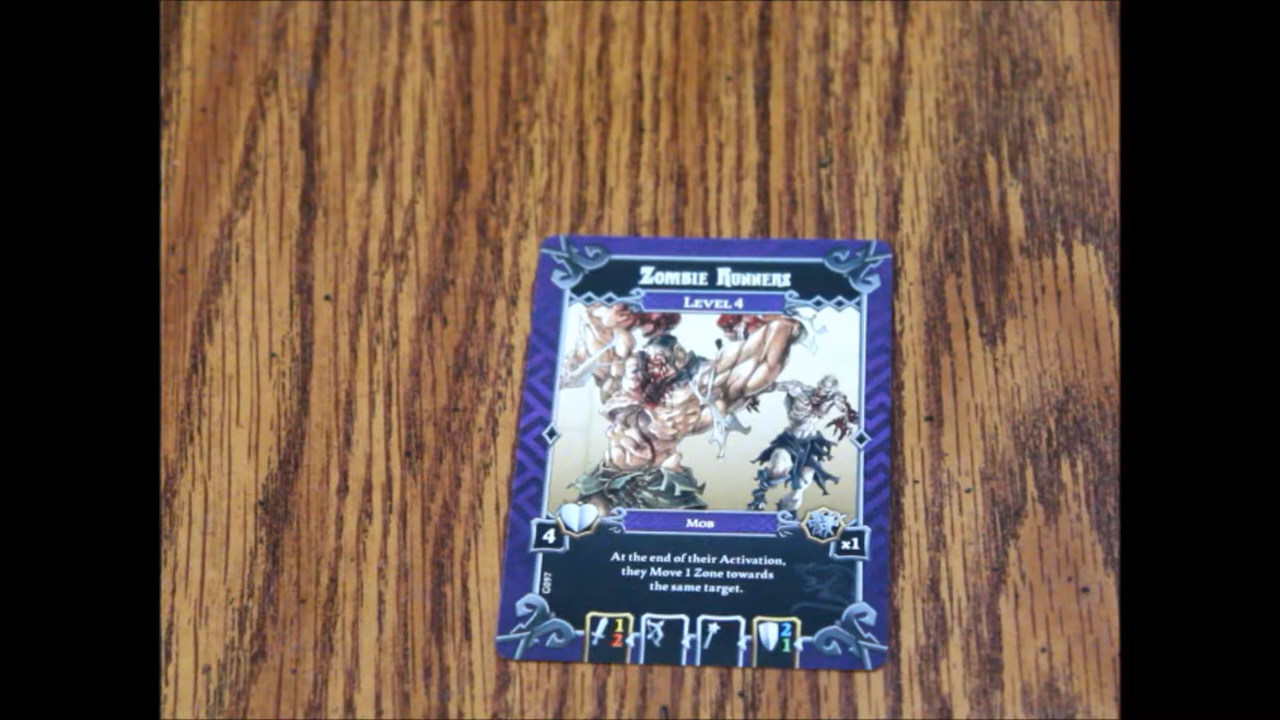 Zombie Runners
Level 4
Mob
4
x1
At the end of their Activation,
they Move 1 Zone towards
the same target.
G097
1
2
2
1